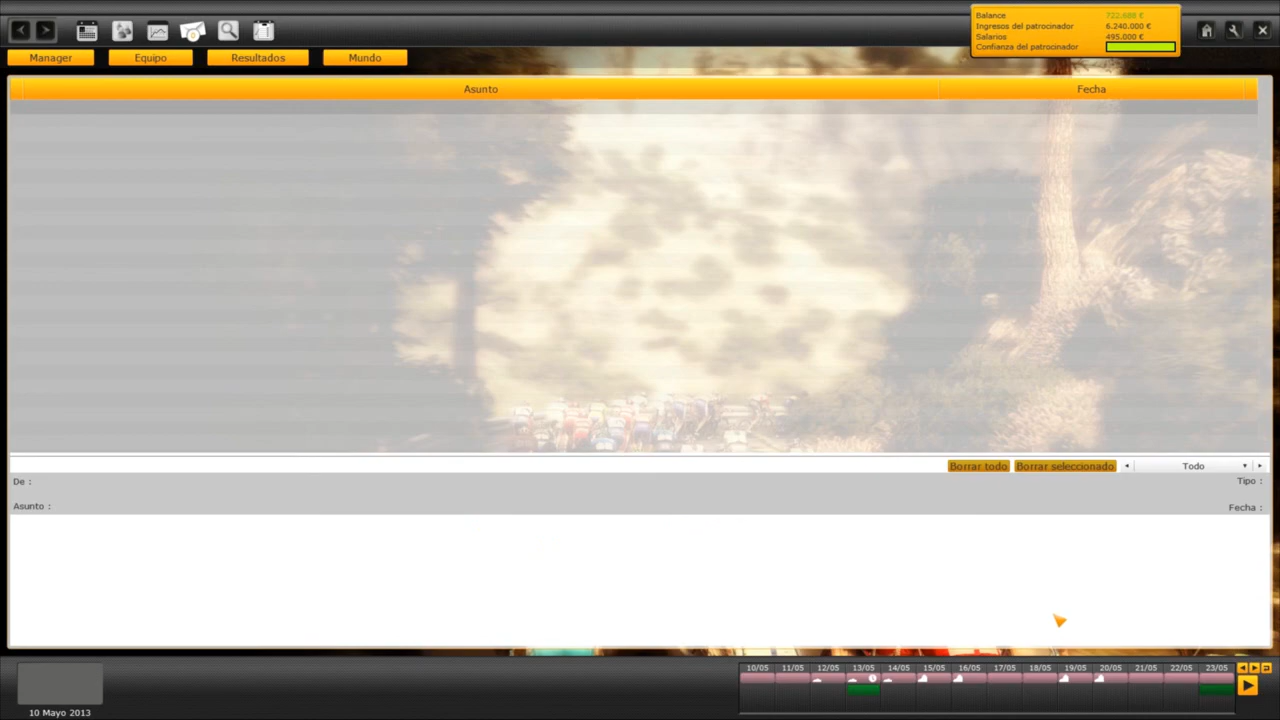 Balance 722.688 €
Ingresos del patrocinador 6.240.000 €
Salarios 495.000 €
Confianza del patrocinador
0
Manager Equipo Resultados Mundo
Asunto Fecha
Borrar todo Borrar seleccionado Todo
De : Tipo :
Asunto : Fecha :
10/05 11/05 12/05 13/05 14/05 15/05 16/05 17/05 18/05 19/05 20/05 21/05 22/05 23/05
10 Mayo 2013